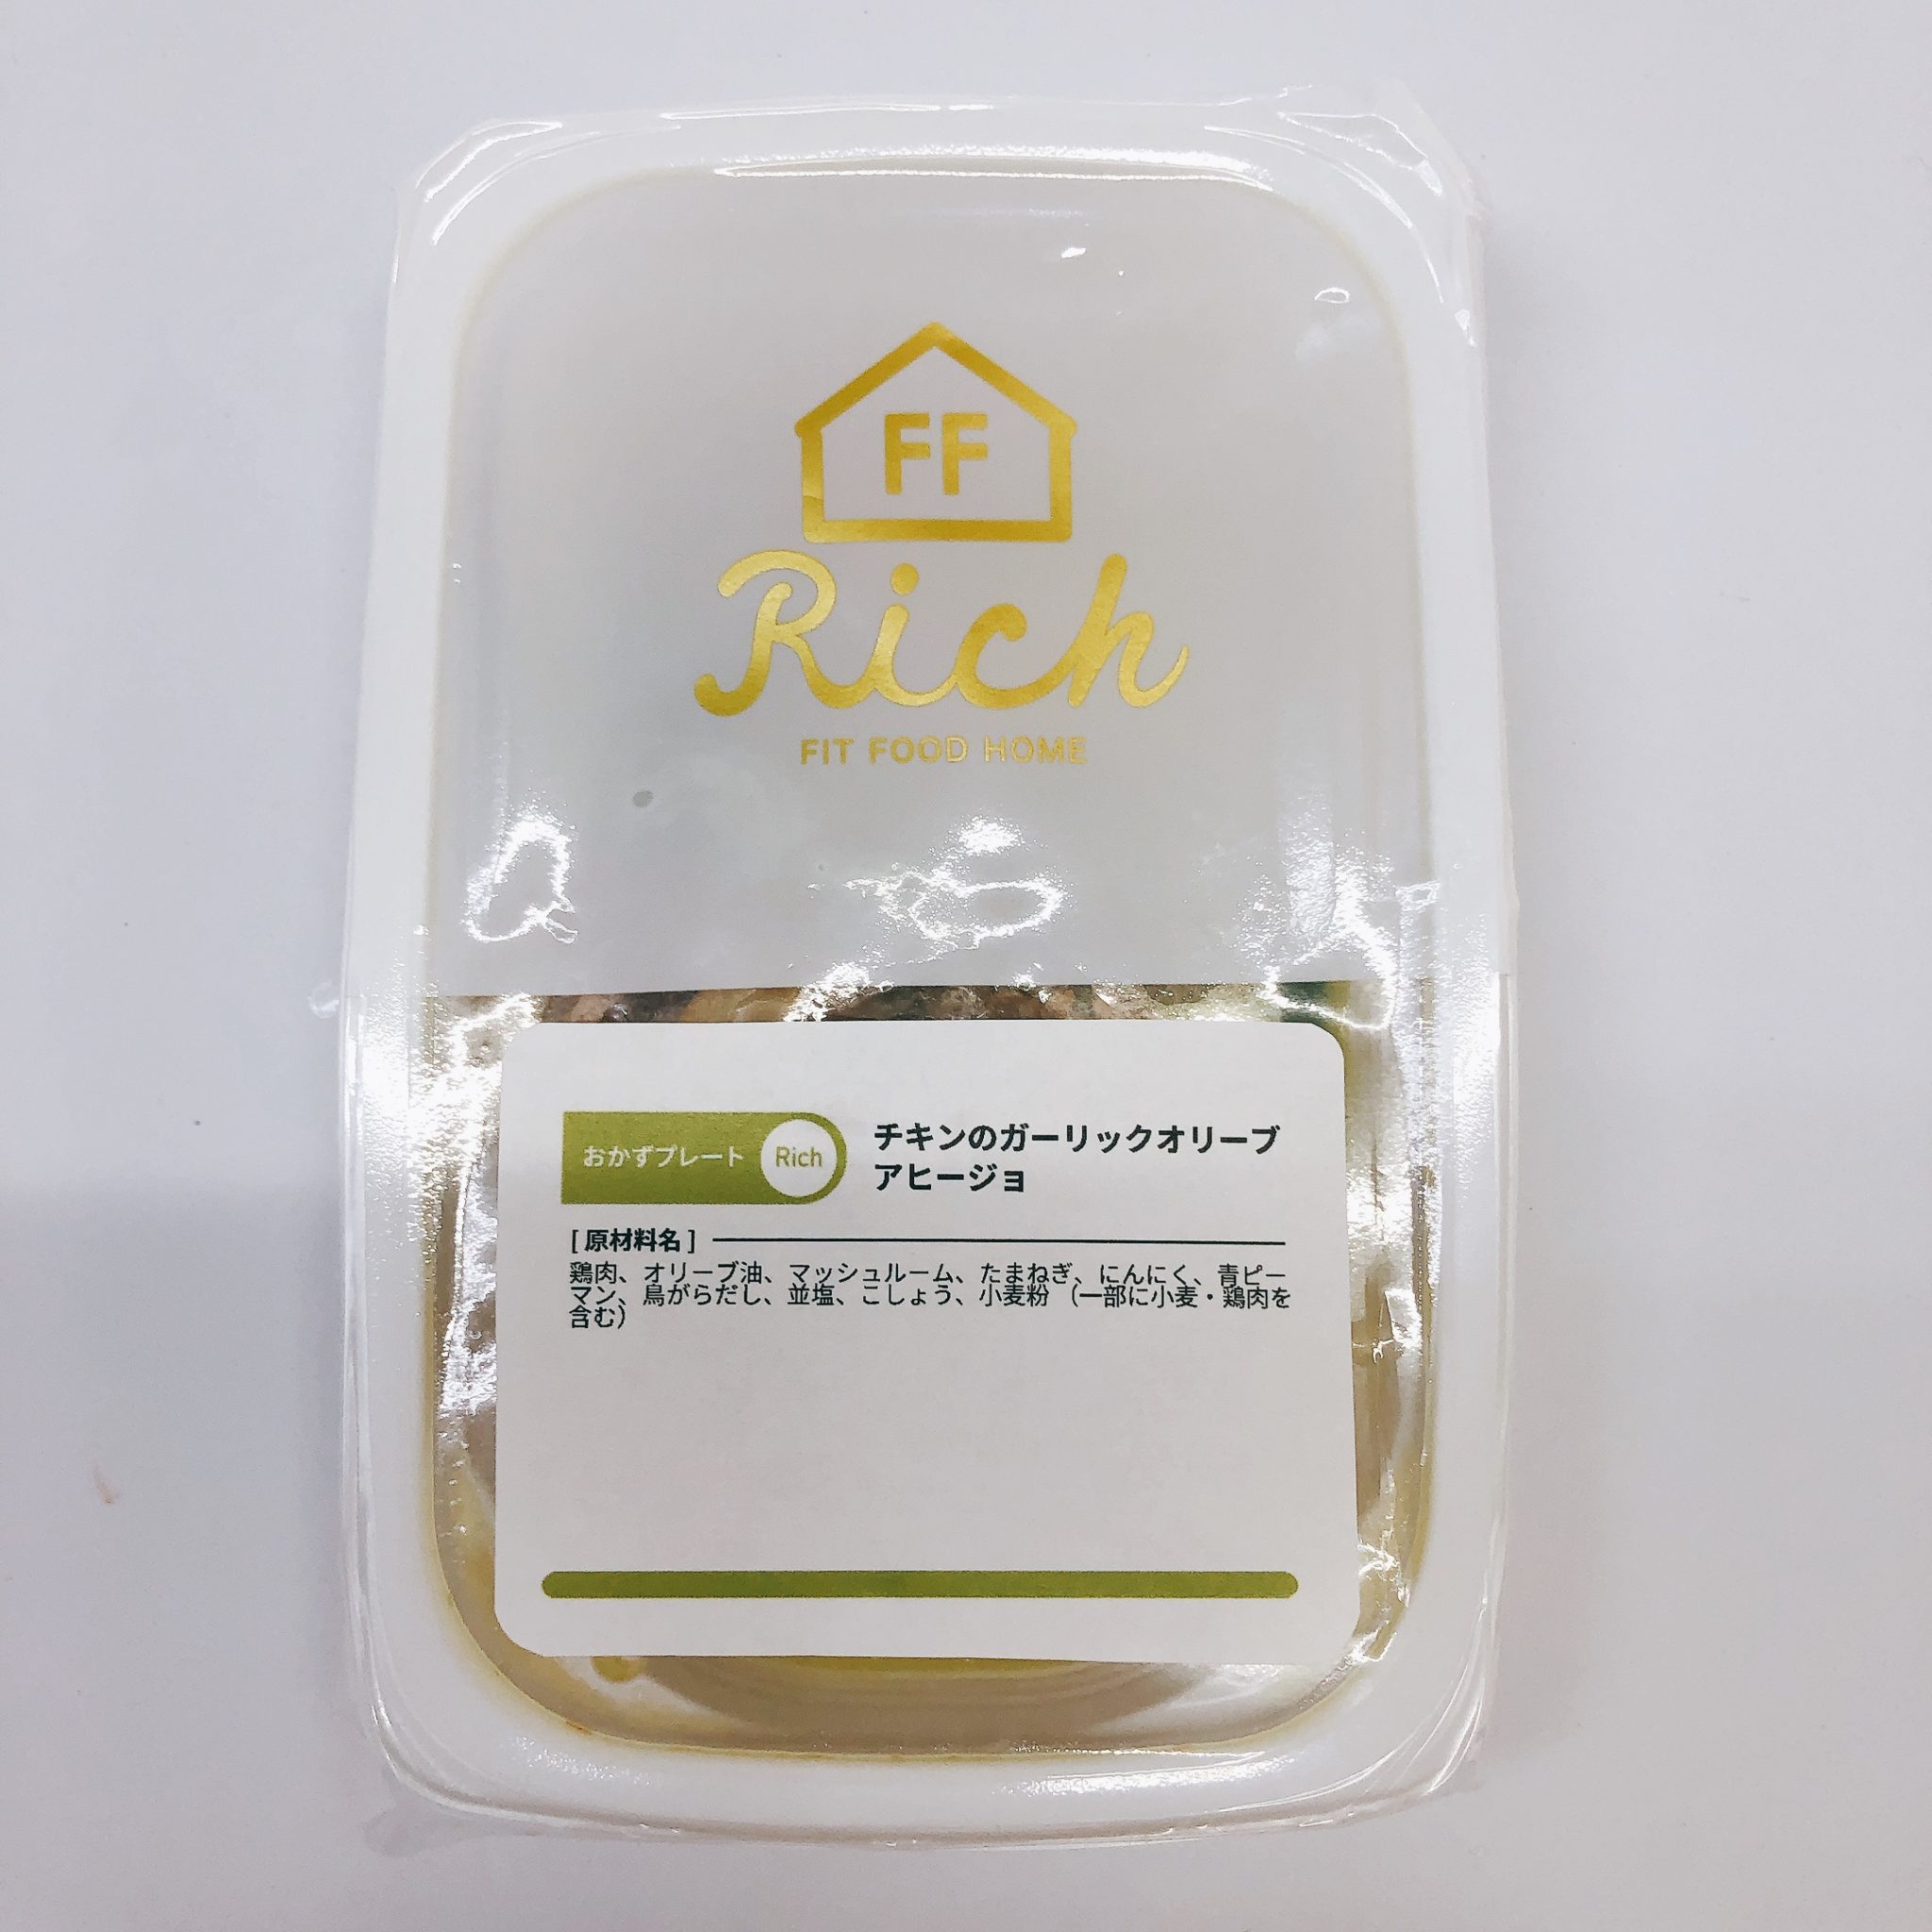 FF
Rich
FIT FOOD HOME
おかずプレート Rich
チキンのガーリックオリーブ
アヒージョ
[ 原材料名 ]
鶏肉、オリーブ油、マッシュルーム、たまねぎ、にんにく、青ピー
マン、鳥がらだし、並塩、こしょう、小麦粉（一部に小麦・鶏肉を
含む）